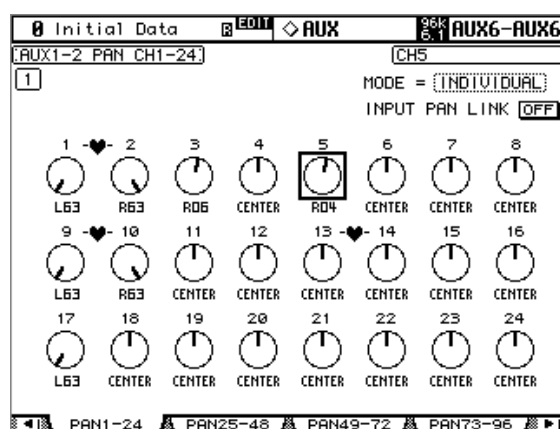 0 Initial Data EDIT AUX 96k 6.1 AUX6-AUX6
AUX1-2 PAN CH1-24 CH5
1 MODE = INDIVIDUAL
INPUT PAN LINK OFF
1 2 3 4 5 6 7 8
L63 R63 R06 CENTER R04 CENTER CENTER CENTER
9 10 11 12 13 14 15 16
L63 R63 CENTER CENTER CENTER CENTER CENTER CENTER
17 18 19 20 21 22 23 24
L63 CENTER CENTER CENTER CENTER CENTER CENTER CENTER
PAN1-24 PAN25-48 PAN49-72 PAN73-96